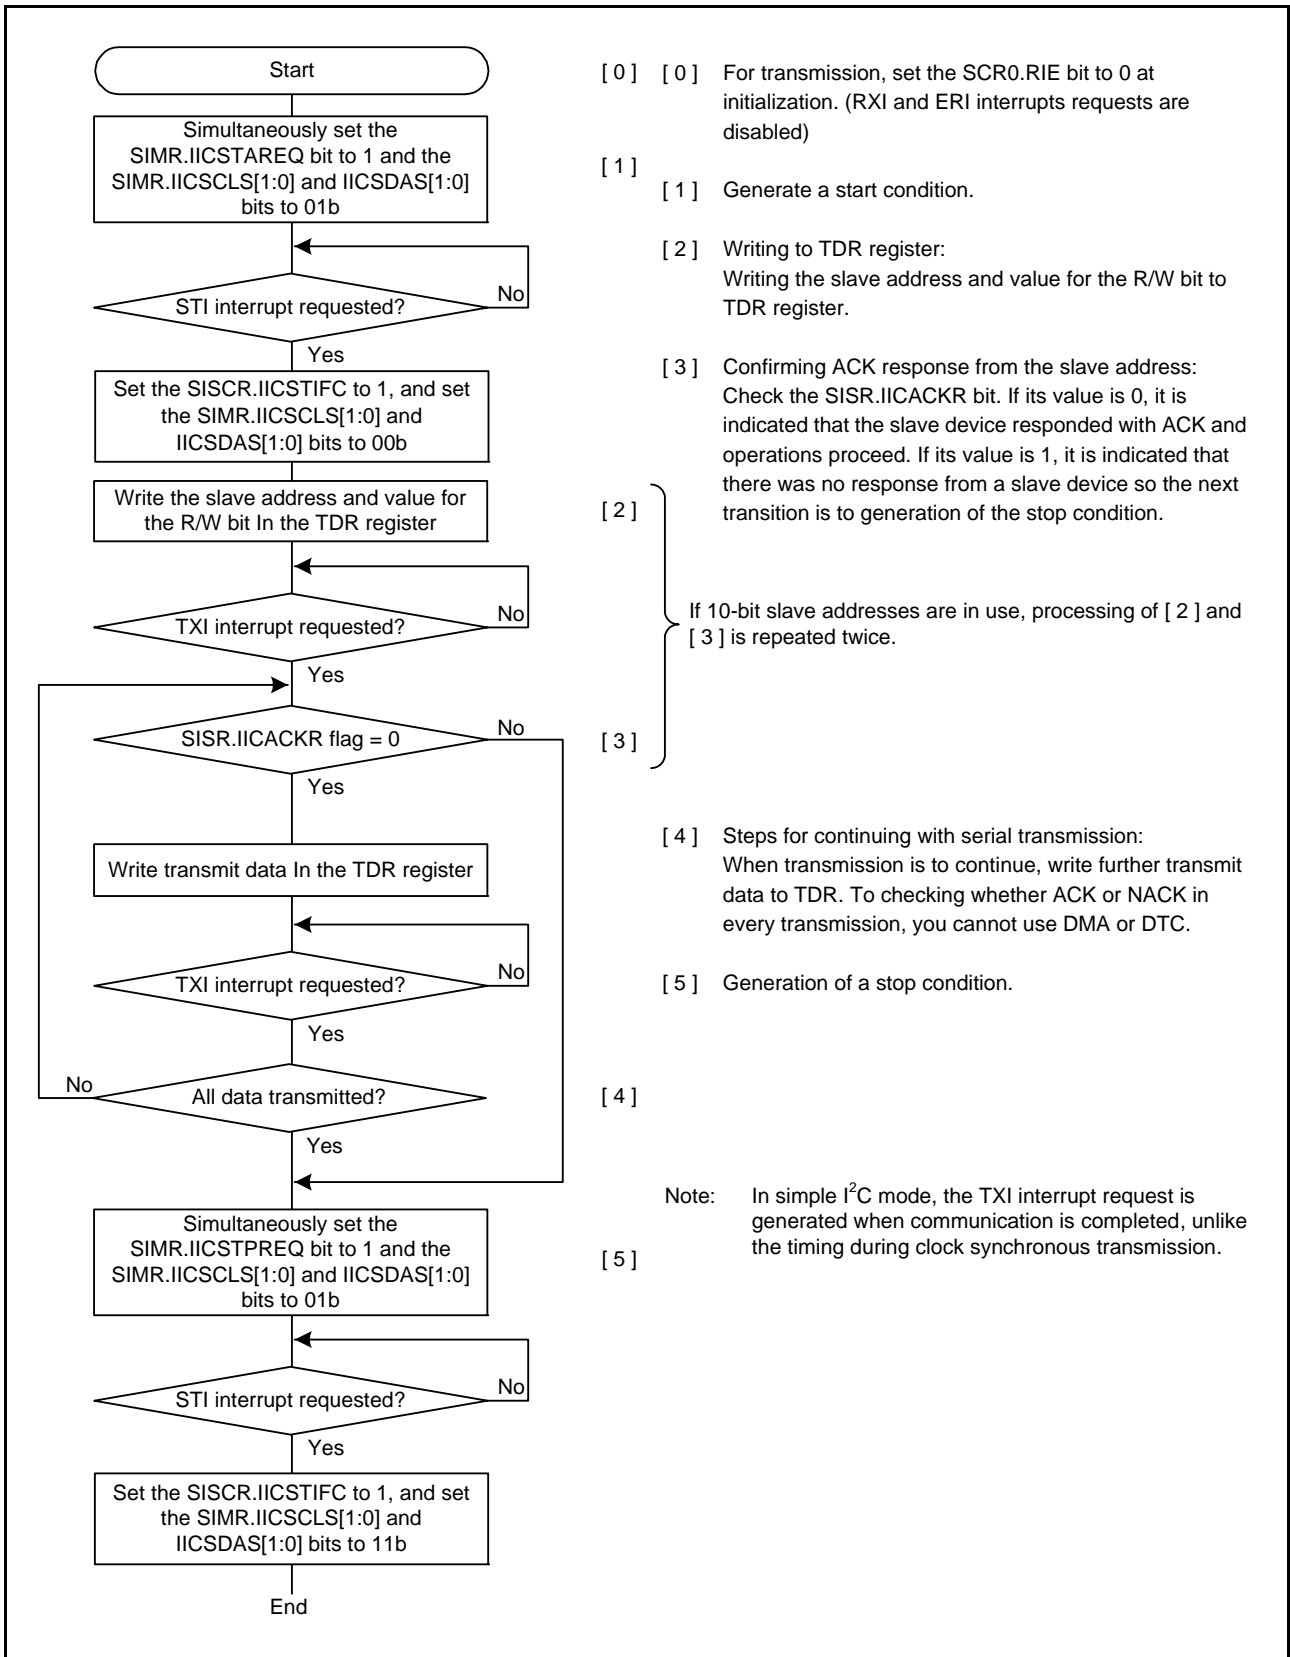 Start
Simultaneously set the
SIMR.IICSTAREQ bit to 1 and the
SIMR.IICSCLS[1:0] and IICSDAS[1:0]
bits to 01b
STI interrupt requested?
No
Yes
Set the SISCR.IICSTIFC to 1, and set
the SIMR.IICSCLS[1:0] and
IICSDAS[1:0] bits to 00b
Write the slave address and value for
the R/W bit In the TDR register
TXI interrupt requested?
No
Yes
SISR.IICACKR flag = 0
No
Yes
Write transmit data In the TDR register
TXI interrupt requested?
No
Yes
All data transmitted?
No
Yes
Simultaneously set the
SIMR.IICSTPREQ bit to 1 and the
SIMR.IICSCLS[1:0] and IICSDAS[1:0]
bits to 01b
STI interrupt requested?
No
Yes
Set the SISCR.IICSTIFC to 1, and set
the SIMR.IICSCLS[1:0] and
IICSDAS[1:0] bits to 11b
End
[ 0 ]
[ 1 ]
[ 2 ]
[ 3 ]
[ 4 ]
[ 5 ]
[ 0 ] For transmission, set the SCR0.RIE bit to 0 at
initialization. (RXI and ERI interrupts requests are
disabled)
[ 1 ] Generate a start condition.
[ 2 ] Writing to TDR register:
Writing the slave address and value for the R/W bit to
TDR register.
[ 3 ] Confirming ACK response from the slave address:
Check the SISR.IICACKR bit. If its value is 0, it is
indicated that the slave device responded with ACK and
operations proceed. If its value is 1, it is indicated that
there was no response from a slave device so the next
transition is to generation of the stop condition.
If 10-bit slave addresses are in use, processing of [ 2 ] and
[ 3 ] is repeated twice.
[ 4 ] Steps for continuing with serial transmission:
When transmission is to continue, write further transmit
data to TDR. To checking whether ACK or NACK in
every transmission, you cannot use DMA or DTC.
[ 5 ] Generation of a stop condition.
Note: In simple I²C mode, the TXI interrupt request is
generated when communication is completed, unlike
the timing during clock synchronous transmission.